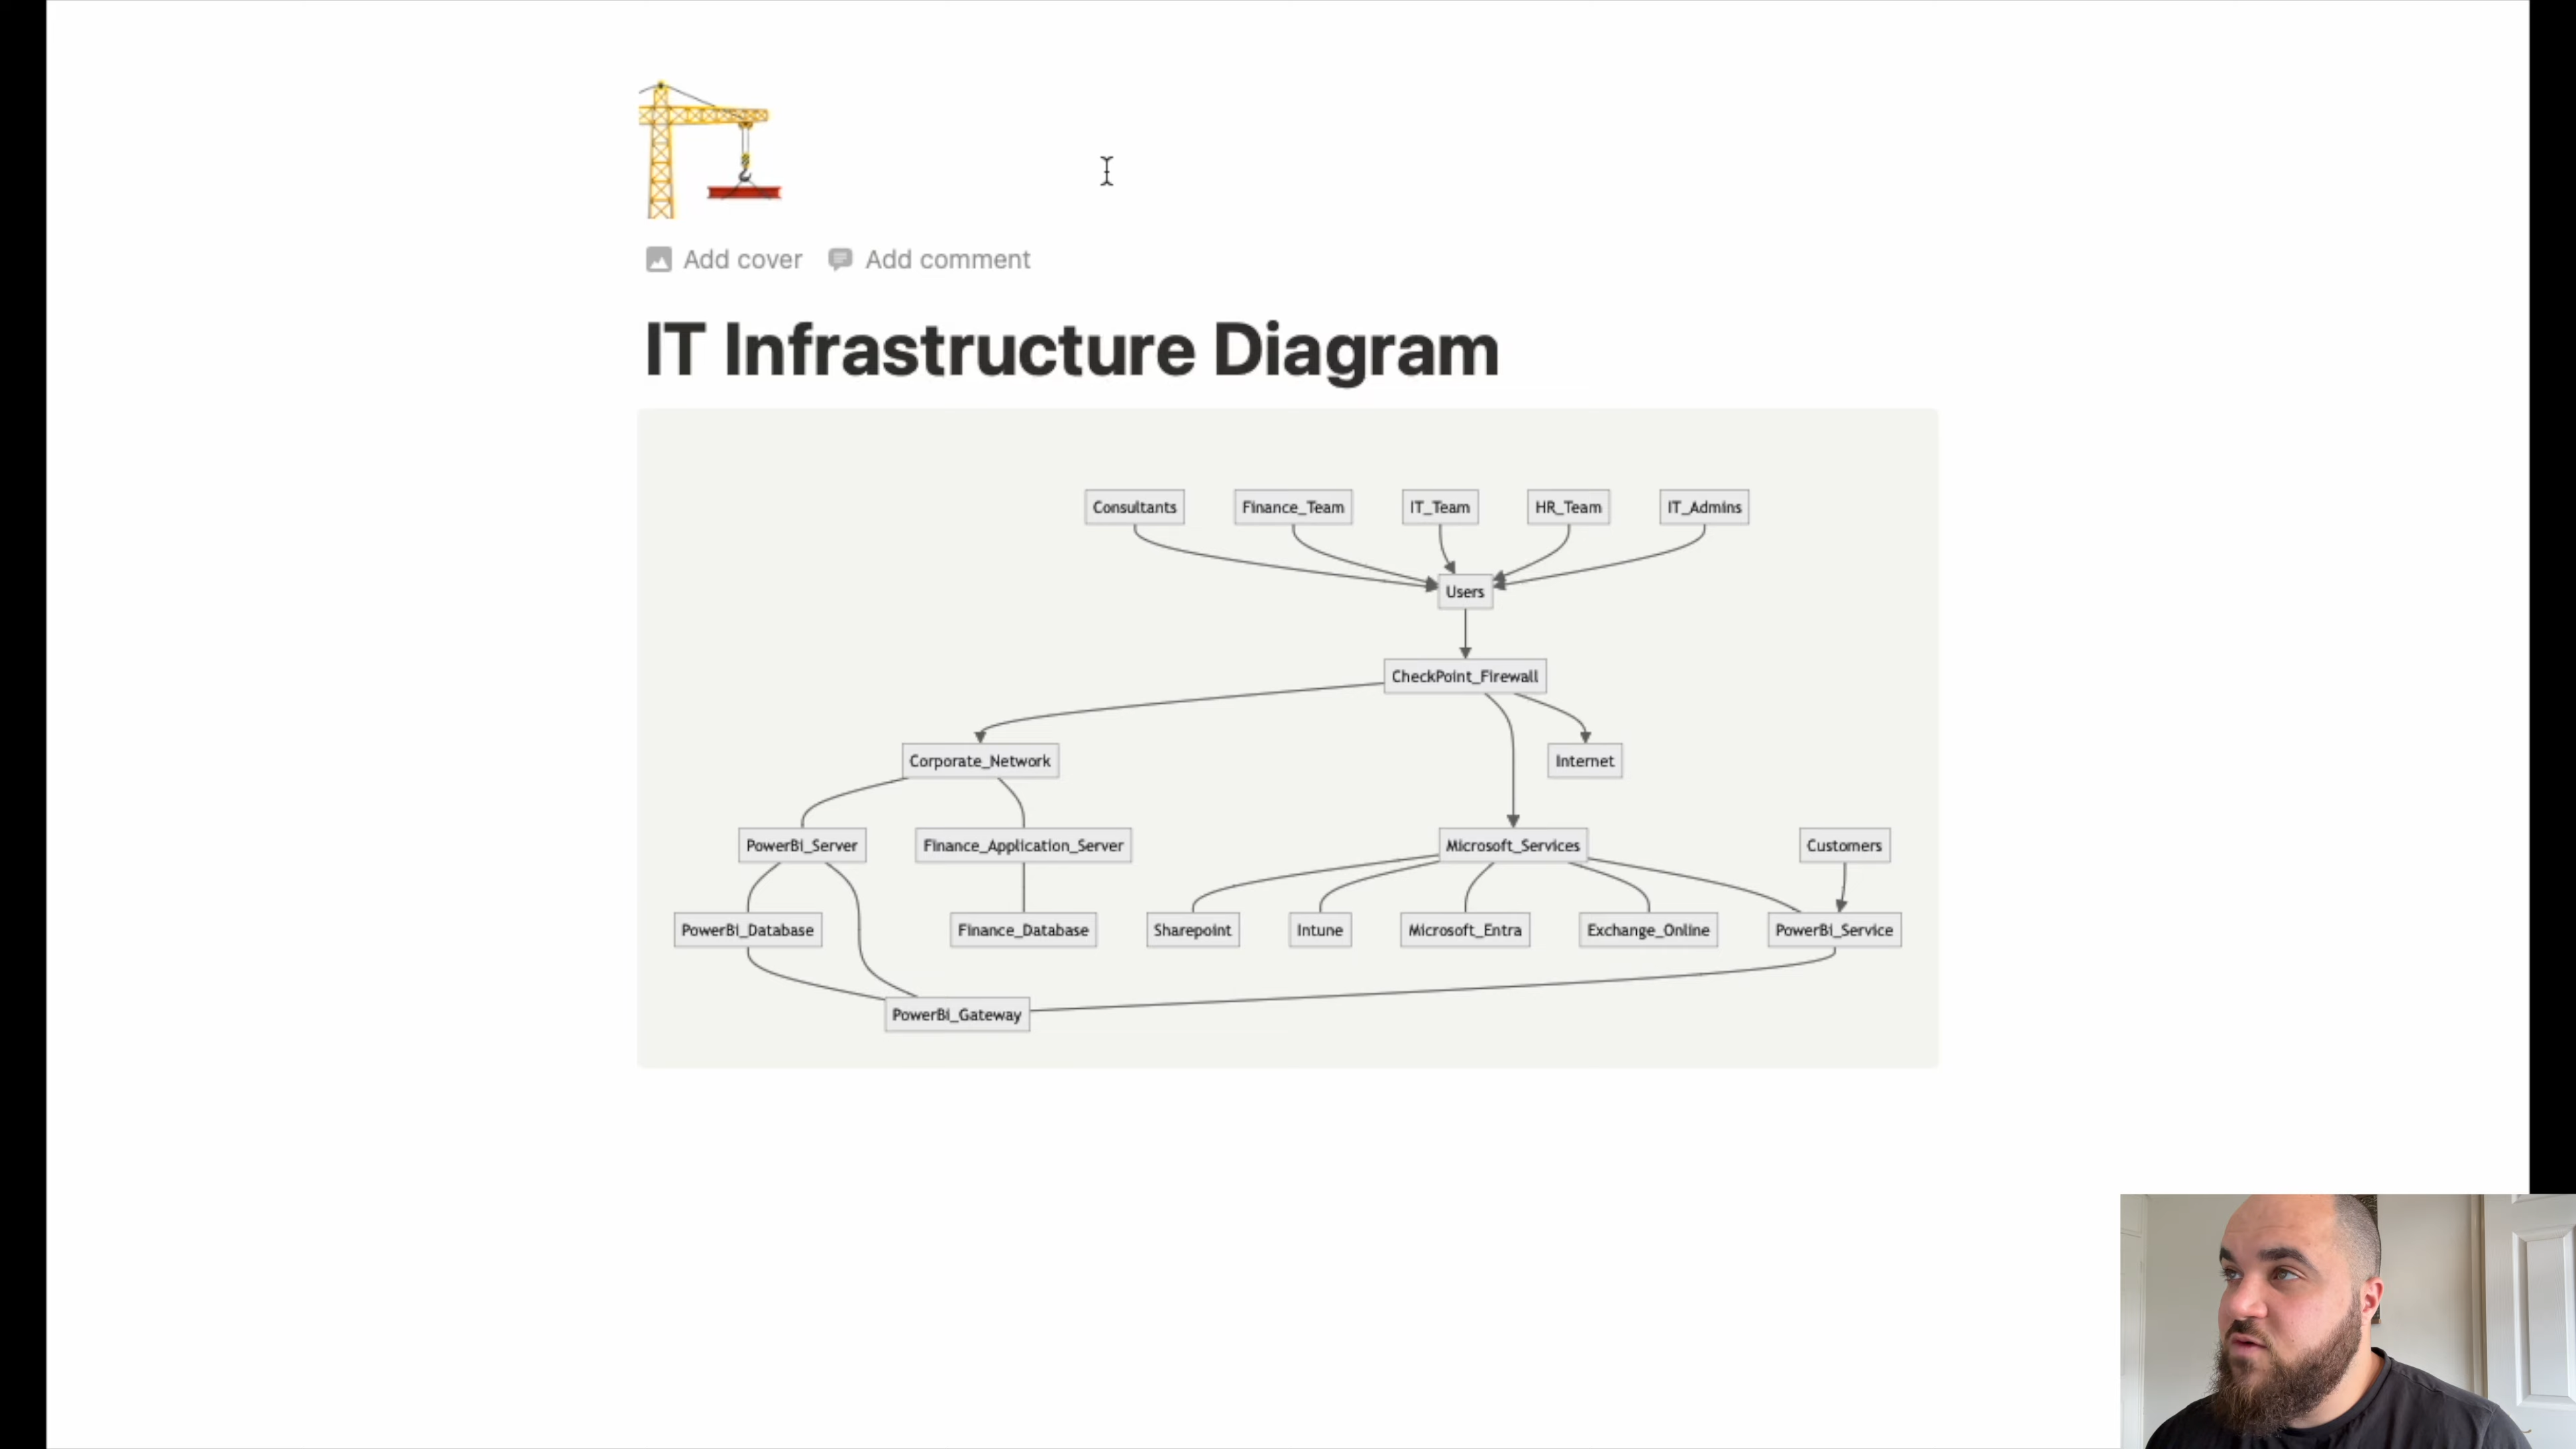 Add cover Add comment
IT Infrastructure Diagram
Consultants Finance_Team IT_Team HR_Team IT_Admins
Users
CheckPoint_Firewall
Corporate_Network Internet
PowerBi_Server Finance_Application_Server Microsoft_Services Customers
PowerBi_Database Finance_Database Sharepoint Intune Microsoft_Entra Exchange_Online PowerBi_Service
PowerBi_Gateway